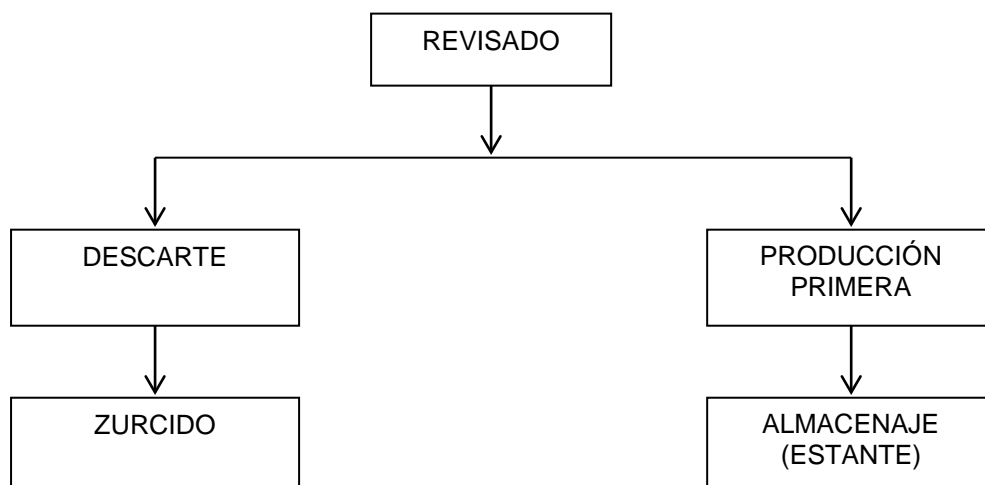 REVISADO
DESCARTE
PRODUCCIÓN
PRIMERA
ZURCIDO
ALMACENAJE
(ESTANTE)